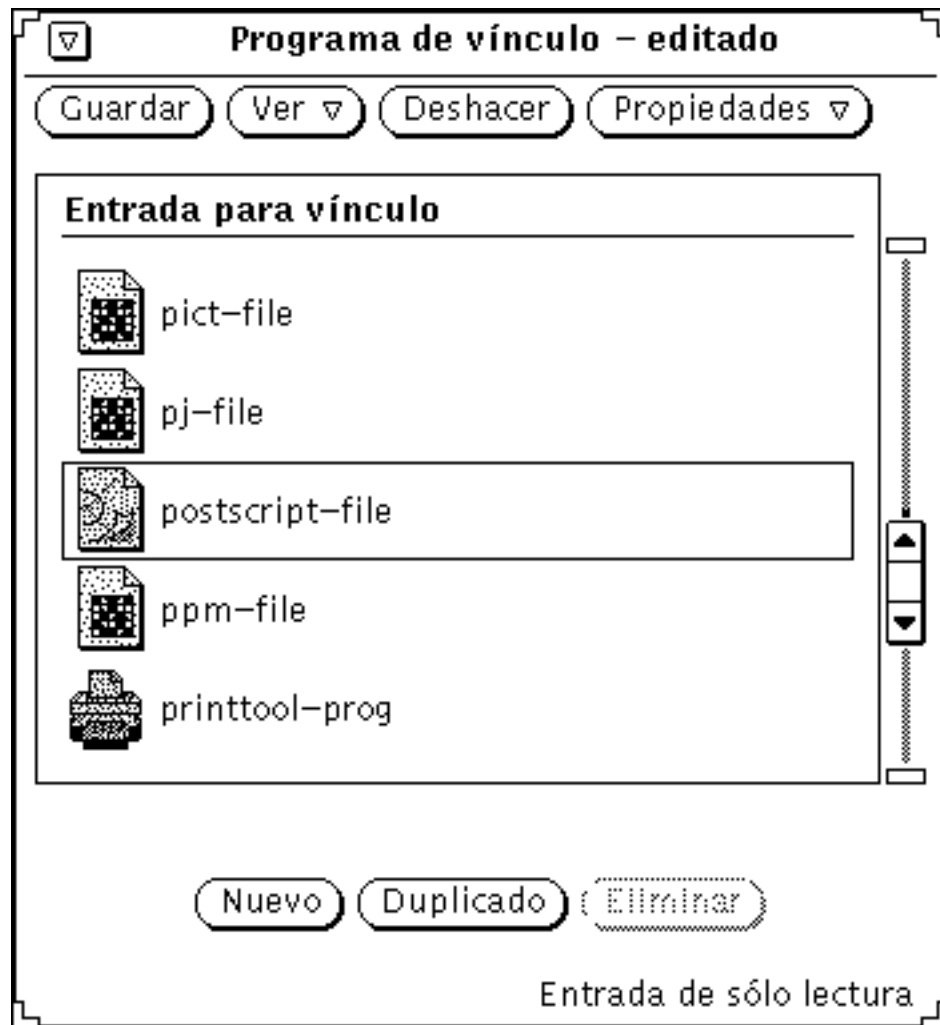 Programa de vínculo – editado
Guardar Ver Deshacer Propiedades
Entrada para vínculo
pict–file
pj–file
postscript–file
ppm–file
printtool–prog
Nuevo Duplicado Eliminar
Entrada de sólo lectura